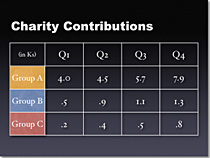 Charity Contributions
(in Ks) Q1 Q2 Q3 Q4
Group A 4.0 4.5 5.7 7.9
Group B .5 .9 1.1 1.3
Group C .2 .4 .5 .8